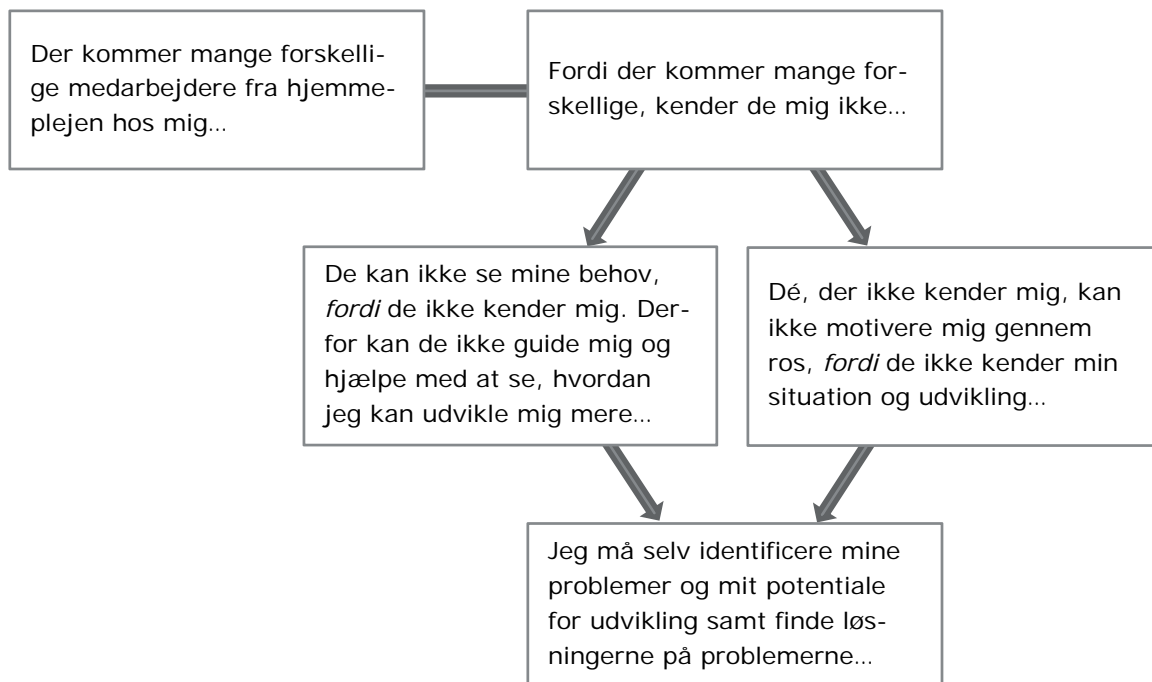 Der kommer mange forskelli-
ge medarbejdere fra hjemme-
plejen hos mig...
Fordi der kommer mange for-
skellige, kender de mig ikke...
De kan ikke se mine behov,
fordi de ikke kender mig. Der-
for kan de ikke guide mig og
hjælpe med at se, hvordan
jeg kan udvikle mig mere...
Dé, der ikke kender mig, kan
ikke motivere mig gennem
ros, fordi de ikke kender min
situation og udvikling...
Jeg må selv identificere mine
problemer og mit potentiale
for udvikling samt finde løs-
ningerne på problemerne...